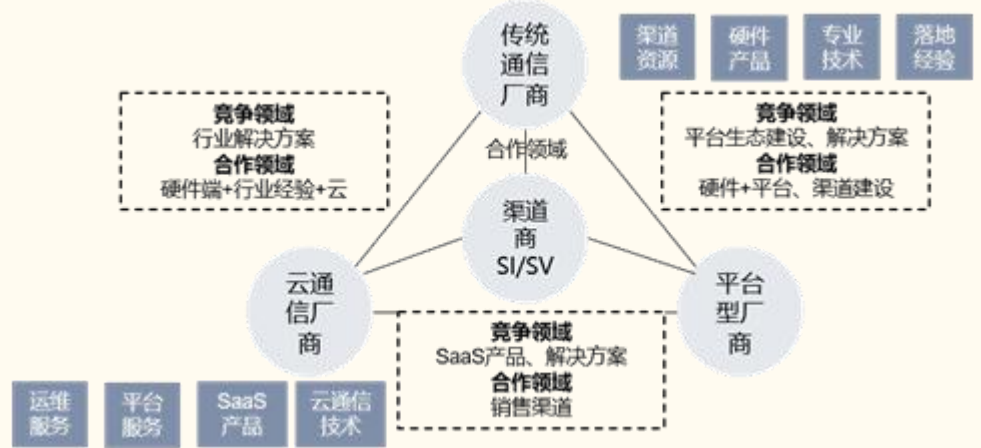 传统
通信
厂商
渠道
资源
硬件
产品
专业
技术
落地
经验
竞争领域
行业解决方案
合作领域
硬件端+行业经验+云
竞争领域
平台生态建设、解决方案
合作领域
硬件+平台、渠道建设
合作领域
渠道
商
SI/SV
云通
信厂
商
平台
型厂
商
竞争领域
SaaS产品、解决方案
合作领域
销售渠道
运维
服务
平台
服务
SaaS
产品
云通信
技术